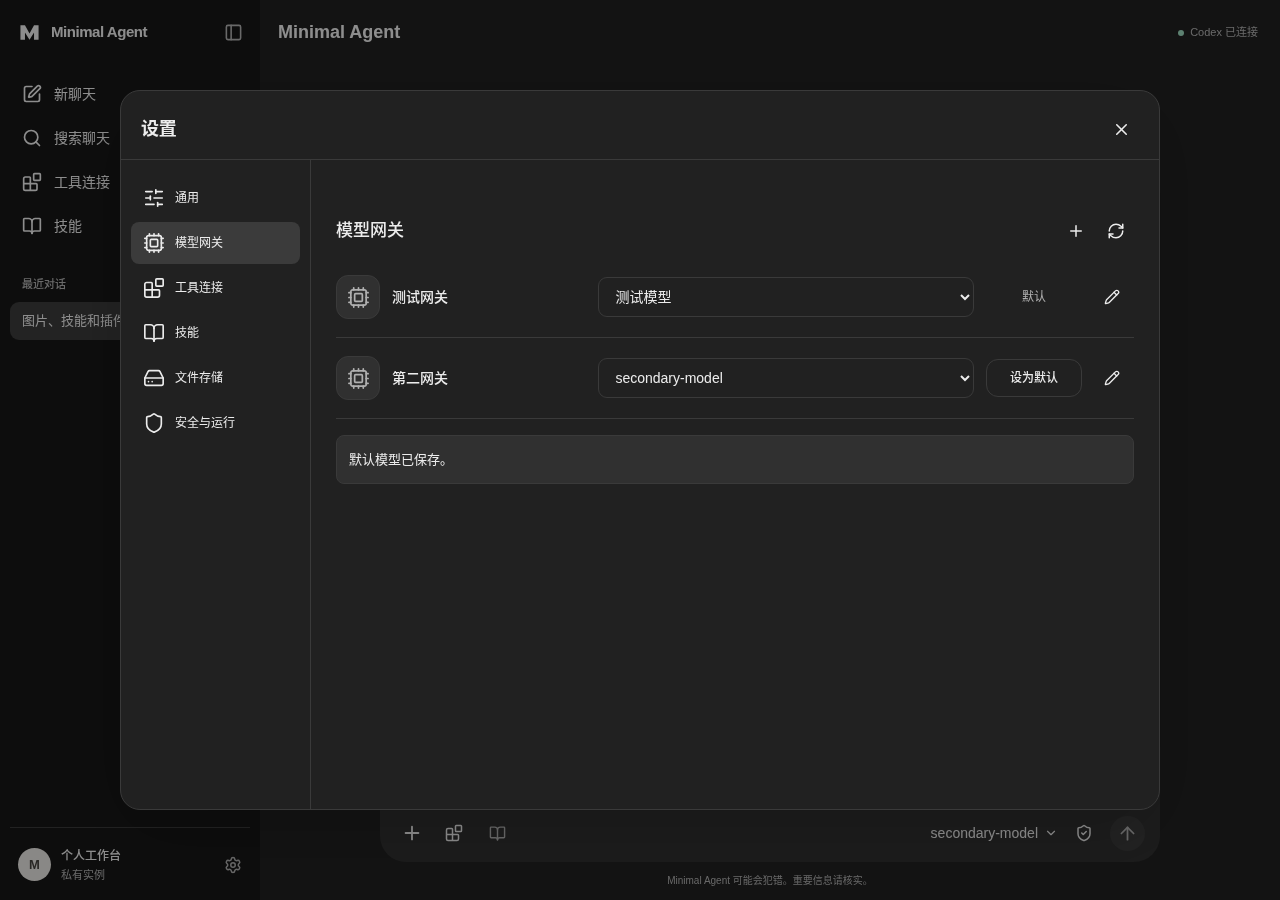 Minimal Agent
Minimal Agent
Codex 已连接
新聊天
搜索聊天
工具连接
技能
最近对话
图片、技能和插件
设置
通用
模型网关
工具连接
技能
文件存储
安全与运行
模型网关
测试网关
测试模型
默认
第二网关
secondary-model
设为默认
默认模型已保存。
M
个人工作台
私有实例
secondary-model
Minimal Agent 可能会犯错。重要信息请核实。